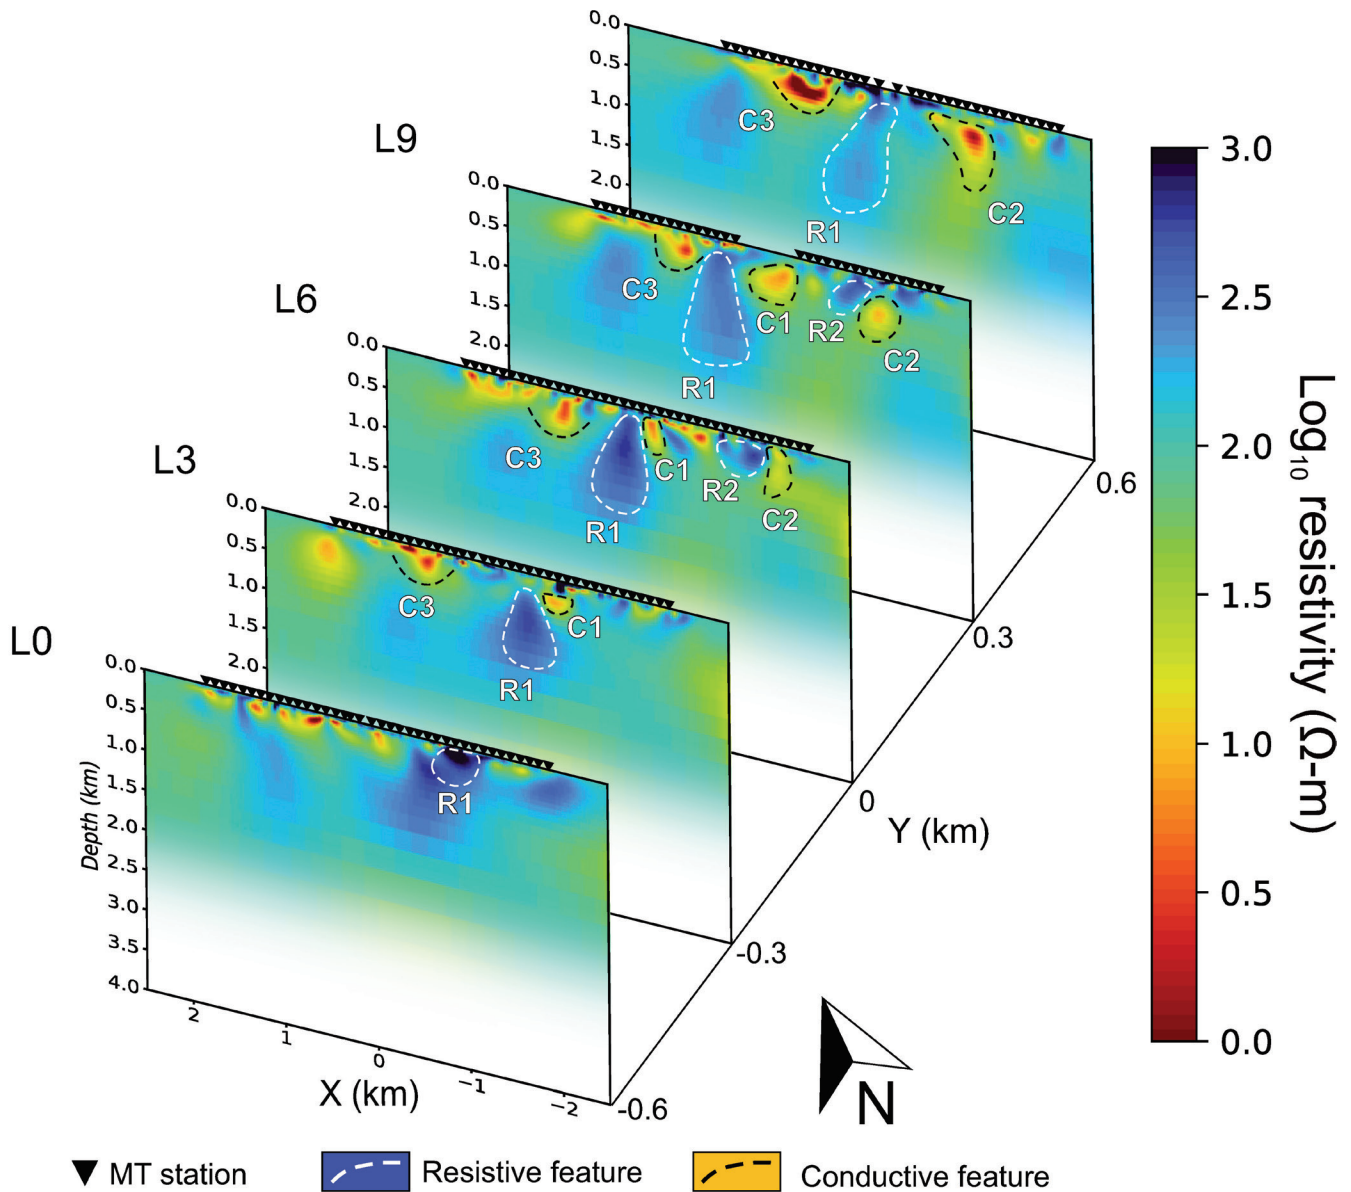 0.0
0.5
1.0
1.5
2.0
C3
R1
C2
L9
0.0
0.5
1.0
1.5
2.0
C3
R1
C1
R2
C2
0.6
L6
0.0
0.5
1.0
1.5
2.0
C3
R1
C1
R2
C2
0.3
L3
0.0
0.5
1.0
1.5
2.0
C3
R1
C1
0
Y (km)
L0
0.0
0.5
1.0
1.5
2.0
2.5
3.0
3.5
4.0
Depth (km)
R1
-0.3
2
1
0
−1
−2
X (km)
-0.6
N
3.0
2.5
2.0
1.5
1.0
0.5
0.0
Log10 resistivity (Ω-m)
MT station
Resistive feature
Conductive feature